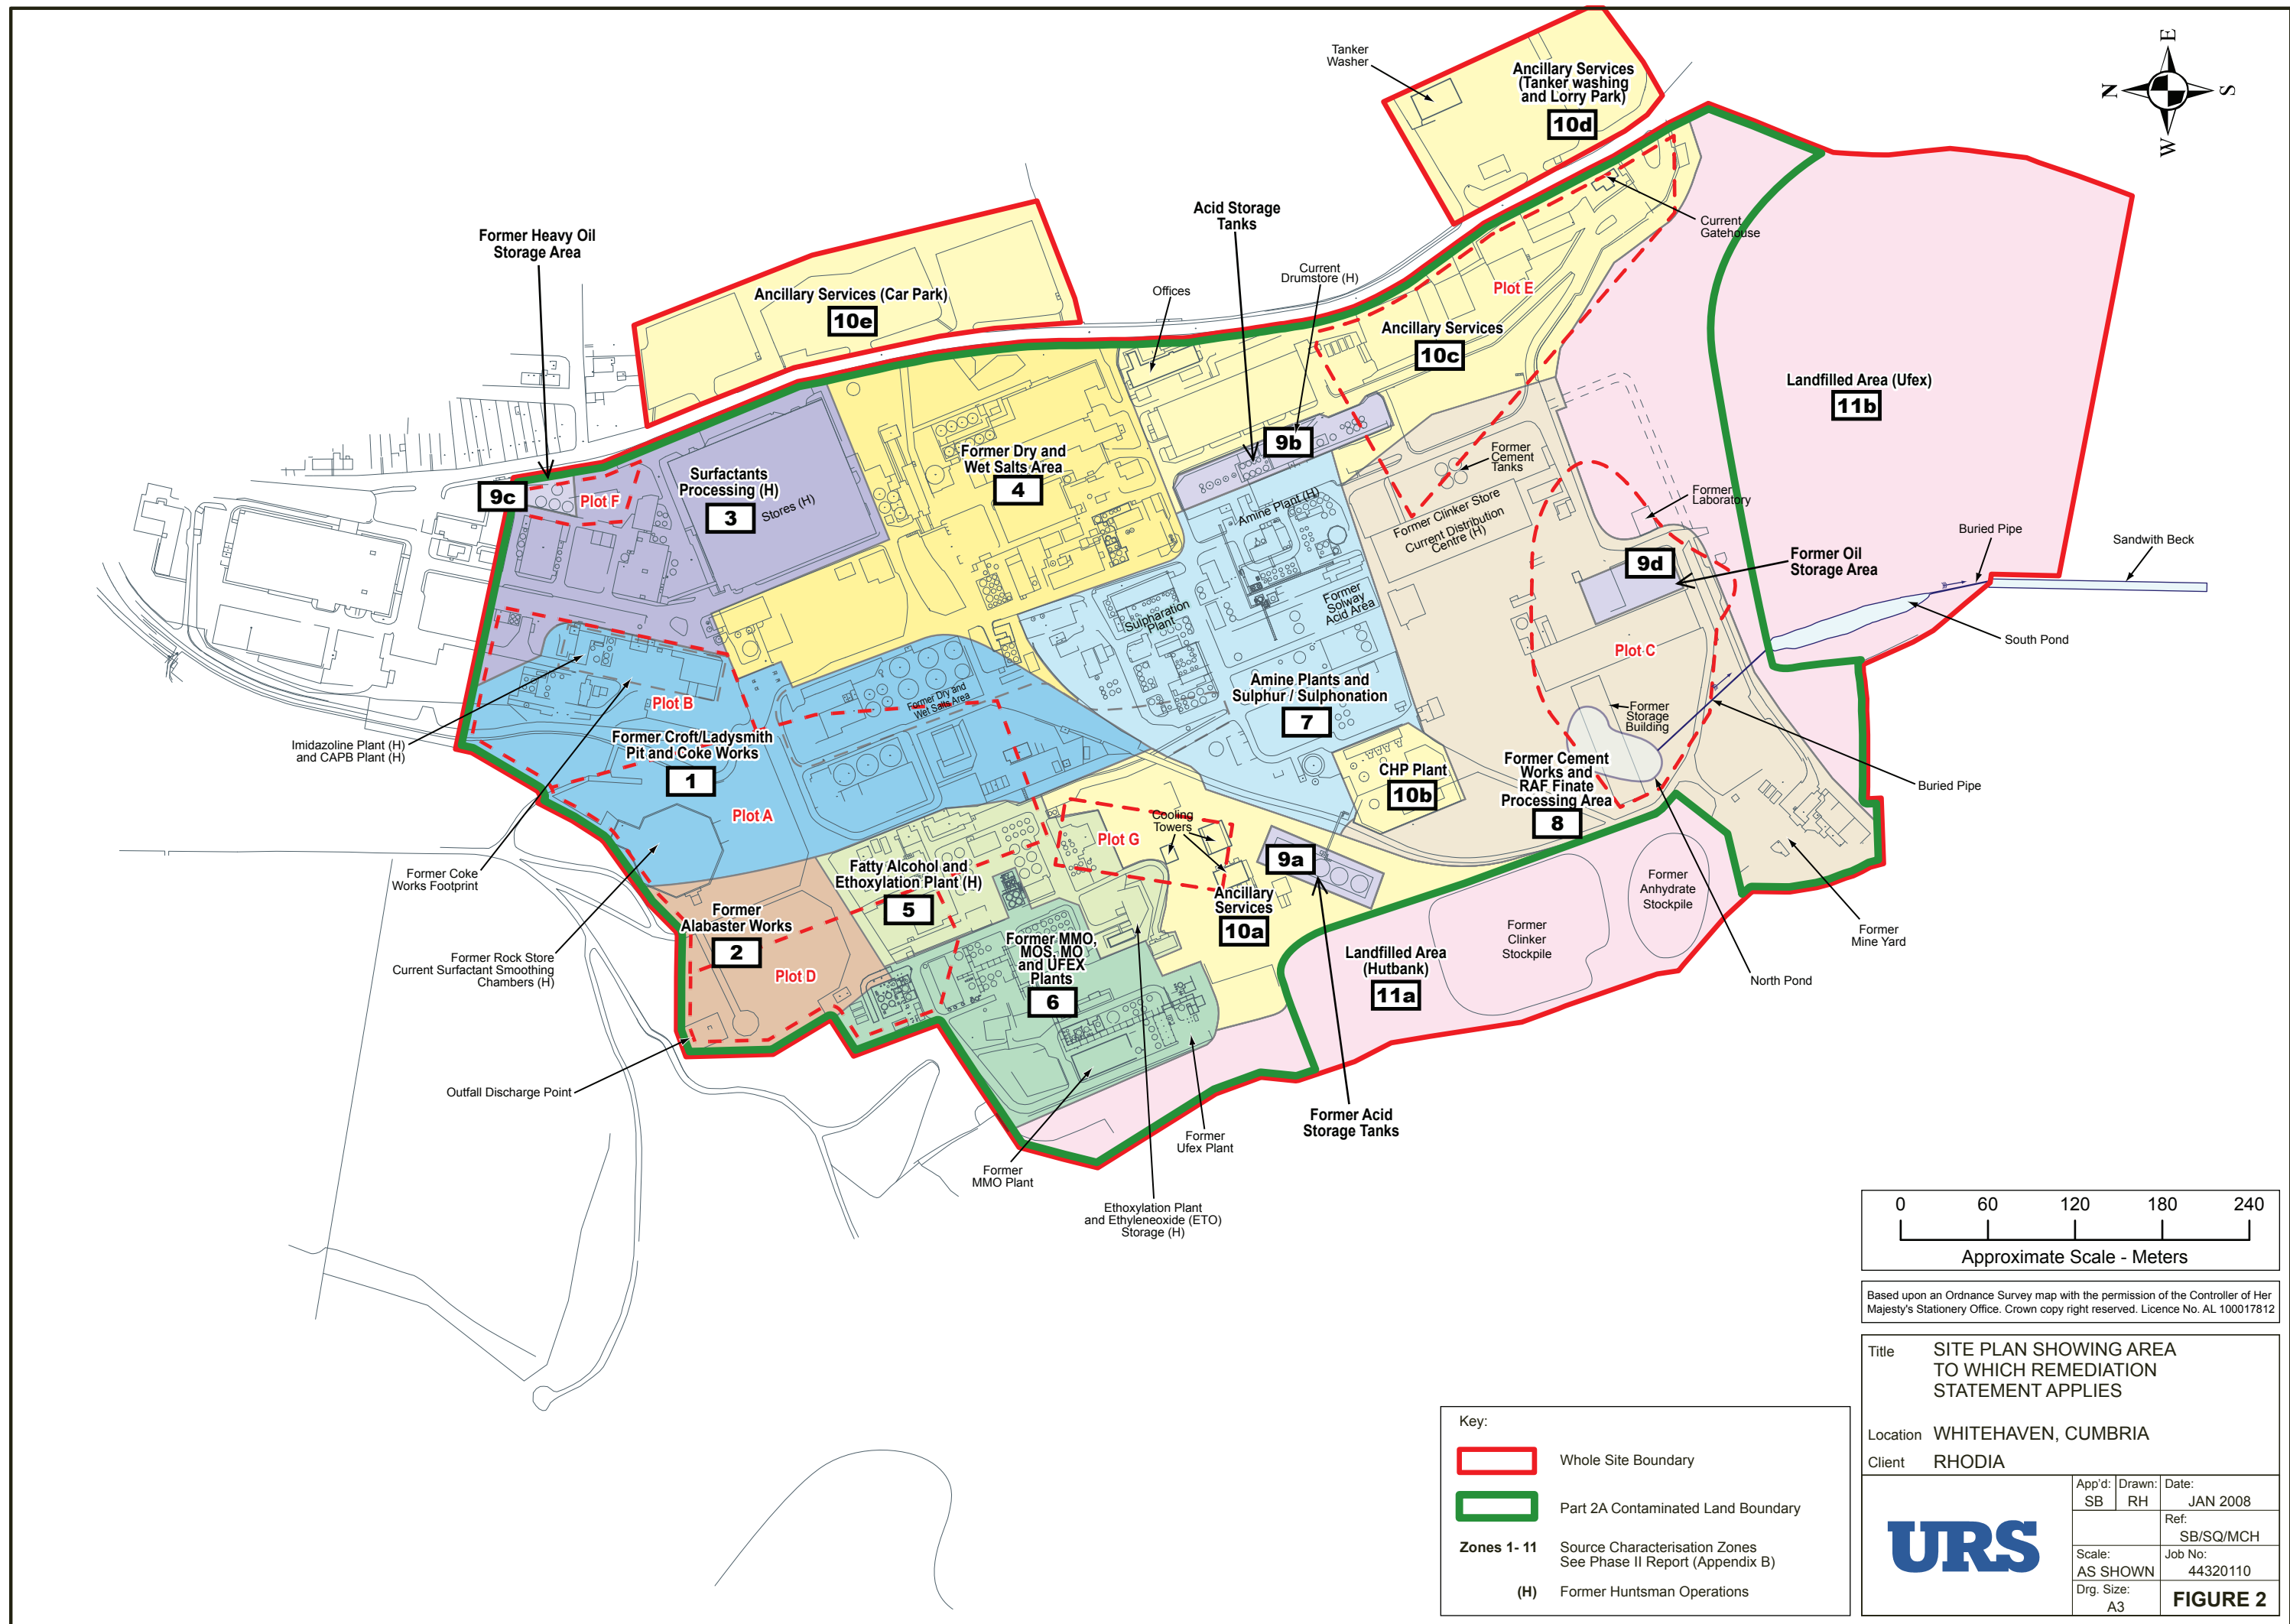 Tanker
Washer
Ancillary Services
(Tanker washing
and Lorry Park)
10d
N
E
S
W
Former Heavy Oil
Storage Area
Acid Storage
Tanks
Current
Drumstore (H)
Offices
Current
Gatehouse
Plot E
Ancillary Services (Car Park)
10e
Ancillary Services
10c
Landfilled Area (Ufex)
11b
9b
Former Dry and
Wet Salts Area
4
Surfactants
Processing (H)
3
Stores (H)
9c
Plot F
Amine Plant (H)
Former
Cement
Tanks
Former Clinker Store
Current Distribution
Centre (H)
Former
Laboratory
Former Oil
Storage Area
9d
Buried Pipe
Sandwith Beck
South Pond
Sulpharation
Plant
Former
Solway
Acid Area
Plot C
Amine Plants and
Sulphur / Sulphonation
7
Former
Storage
Building
Former Dry and
Wet Salts Area
Plot B
Former Croft/Ladysmith
Pit and Coke Works
1
Imidazoline Plant (H)
and CAPB Plant (H)
CHP Plant
10b
Former Cement
Works and
RAF Finate
Processing Area
8
Buried Pipe
Plot A
Cooling
Towers
Plot G
9a
Former Coke
Works Footprint
Fatty Alcohol and
Ethoxylation Plant (H)
5
Ancillary
Services
10a
Former
Anhydrate
Stockpile
Former
Alabaster Works
2
Former MMO,
MOS, MO
and UFEX
Plants
6
Former
Clinker
Stockpile
Former
Mine Yard
Former Rock Store
Current Surfactant Smoothing
Chambers (H)
Plot D
Landfilled Area
(Hutbank)
11a
North Pond
Outfall Discharge Point
Former Acid
Storage Tanks
Former
Ufex Plant
Former
MMO Plant
Ethoxylation Plant
and Ethyleneoxide (ETO)
Storage (H)
0 60 120 180 240
Approximate Scale - Meters
Based upon an Ordnance Survey map with the permission of the Controller of Her
Majesty's Stationery Office. Crown copy right reserved. Licence No. AL 100017812
Title SITE PLAN SHOWING AREA
TO WHICH REMEDIATION
STATEMENT APPLIES
Location WHITEHAVEN, CUMBRIA
Client RHODIA
URS
App'd: Drawn: Date:
SB RH JAN 2008
Ref:
SB/SQ/MCH
Scale: Job No:
AS SHOWN 44320110
Drg. Size:
A3
FIGURE 2
Key:
Whole Site Boundary
Part 2A Contaminated Land Boundary
Zones 1- 11 Source Characterisation Zones
See Phase II Report (Appendix B)
(H) Former Huntsman Operations